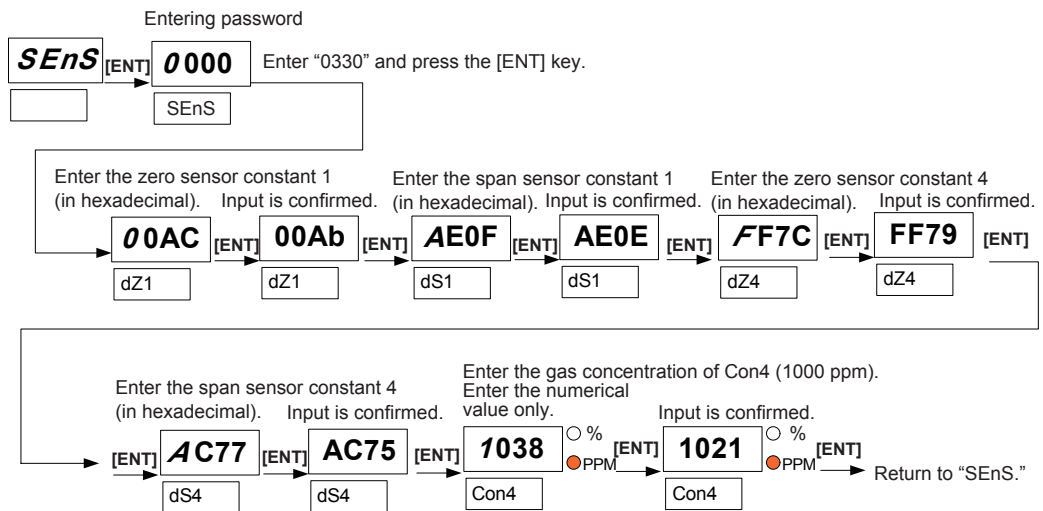 Entering password
SEnS [ENT] 0000 Enter “0330” and press the [ENT] key.
SEnS
Enter the zero sensor constant 1
(in hexadecimal). Input is confirmed.
Enter the span sensor constant 1
(in hexadecimal). Input is confirmed.
Enter the zero sensor constant 4
(in hexadecimal). Input is confirmed.
00AC [ENT] 00Ab [ENT] AE0F [ENT] AE0E [ENT] FF7C [ENT] FF79 [ENT]
dZ1 dZ1 dS1 dS1 dZ4 dZ4
Enter the span sensor constant 4
(in hexadecimal). Input is confirmed.
Enter the gas concentration of Con4 (1000 ppm).
Enter the numerical
value only. Input is confirmed.
[ENT] AC77 [ENT] AC75 [ENT] 1038 % PPM [ENT] 1021 % PPM [ENT] Return to “SEnS.”
dS4 dS4 Con4 Con4